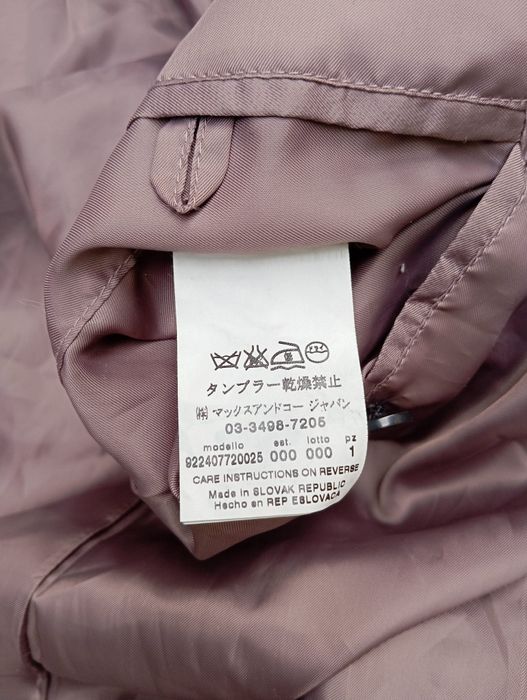 タンブラー乾燥禁止
㈱ マックスアンドコー ジャパン
03-3498-7205
modello est. lotto pz
922407720025 000 000 1
CARE INSTRUCTIONS ON REVERSE
Made in SLOVAK REPUBLIC
Hecho en REP ESLOVACA